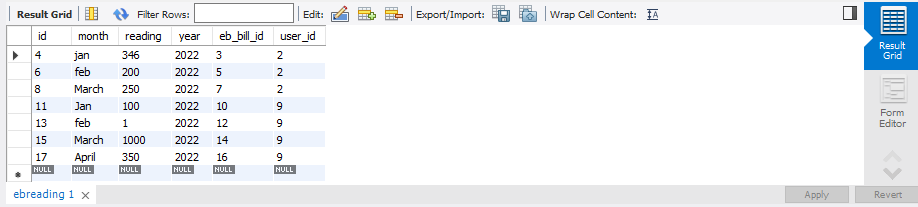 Result Grid Filter Rows: Edit: Export/Import: Wrap Cell Content: IA
id month reading year eb_bill_id user_id
4 jan 346 2022 3 2
6 feb 200 2022 5 2
8 March 250 2022 7 2
11 Jan 100 2022 10 9
13 feb 1 2022 12 9
15 March 1000 2022 14 9
17 April 350 2022 16 9
NULL NULL NULL NULL NULL NULL
Result
Grid
Form
Editor
ebreading 1
Apply Revert